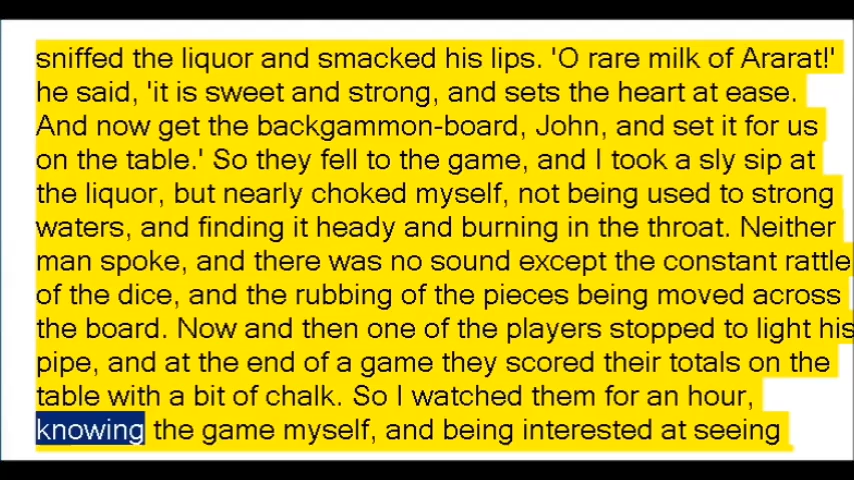 sniffed the liquor and smacked his lips. 'O rare milk of Ararat!'
he said, 'it is sweet and strong, and sets the heart at ease.
And now get the backgammon-board, John, and set it for us
on the table.' So they fell to the game, and I took a sly sip at
the liquor, but nearly choked myself, not being used to strong
waters, and finding it heady and burning in the throat. Neither
man spoke, and there was no sound except the constant rattle
of the dice, and the rubbing of the pieces being moved across
the board. Now and then one of the players stopped to light his
pipe, and at the end of a game they scored their totals on the
table with a bit of chalk. So I watched them for an hour,
knowing the game myself, and being interested at seeing